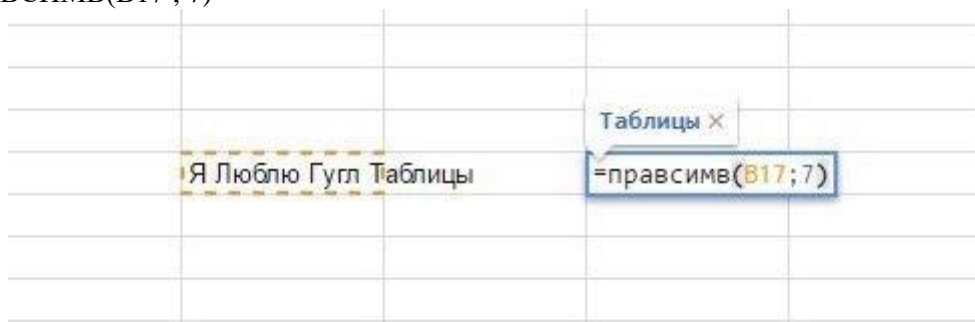 ВСИМВ(B17 ; 7)
Таблицы ×
Я Люблю Гугл Таблицы
=правсимв(B17;7)